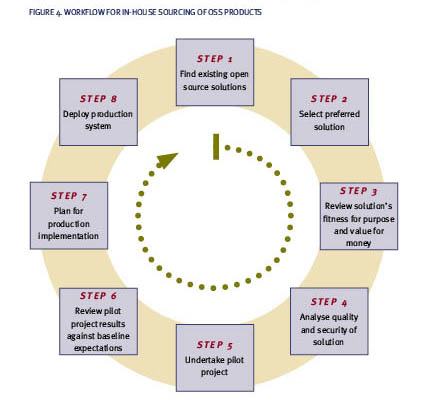 FIGURE 4. WORKFLOW FOR IN-HOUSE SOURCING OF OSS PRODUCTS
STEP 1
Find existing open
source solutions
STEP 2
Select preferred
solution
STEP 3
Review solution's
fitness for purpose
and value for
money
STEP 4
Analyse quality
and security of
solution
STEP 5
Undertake pilot
project
STEP 6
Review pilot
project results
against baseline
expectations
STEP 7
Plan for
production
implementation
STEP 8
Deploy production
system